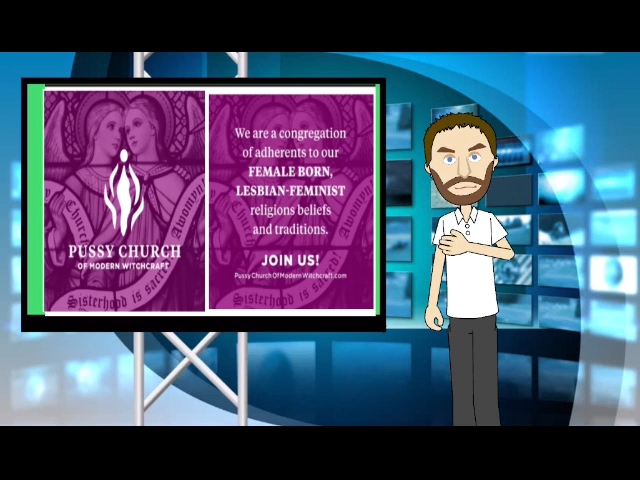 PUSSY CHURCH
OF MODERN WITCHCRAFT
Sisterhood is sacred
We are a congregation
of adherents to our
FEMALE BORN,
LESBIAN-FEMINIST
religions beliefs
and traditions.
JOIN US!
PussyChurchOfModernWitchcraft.com
Sisterhood is sacred